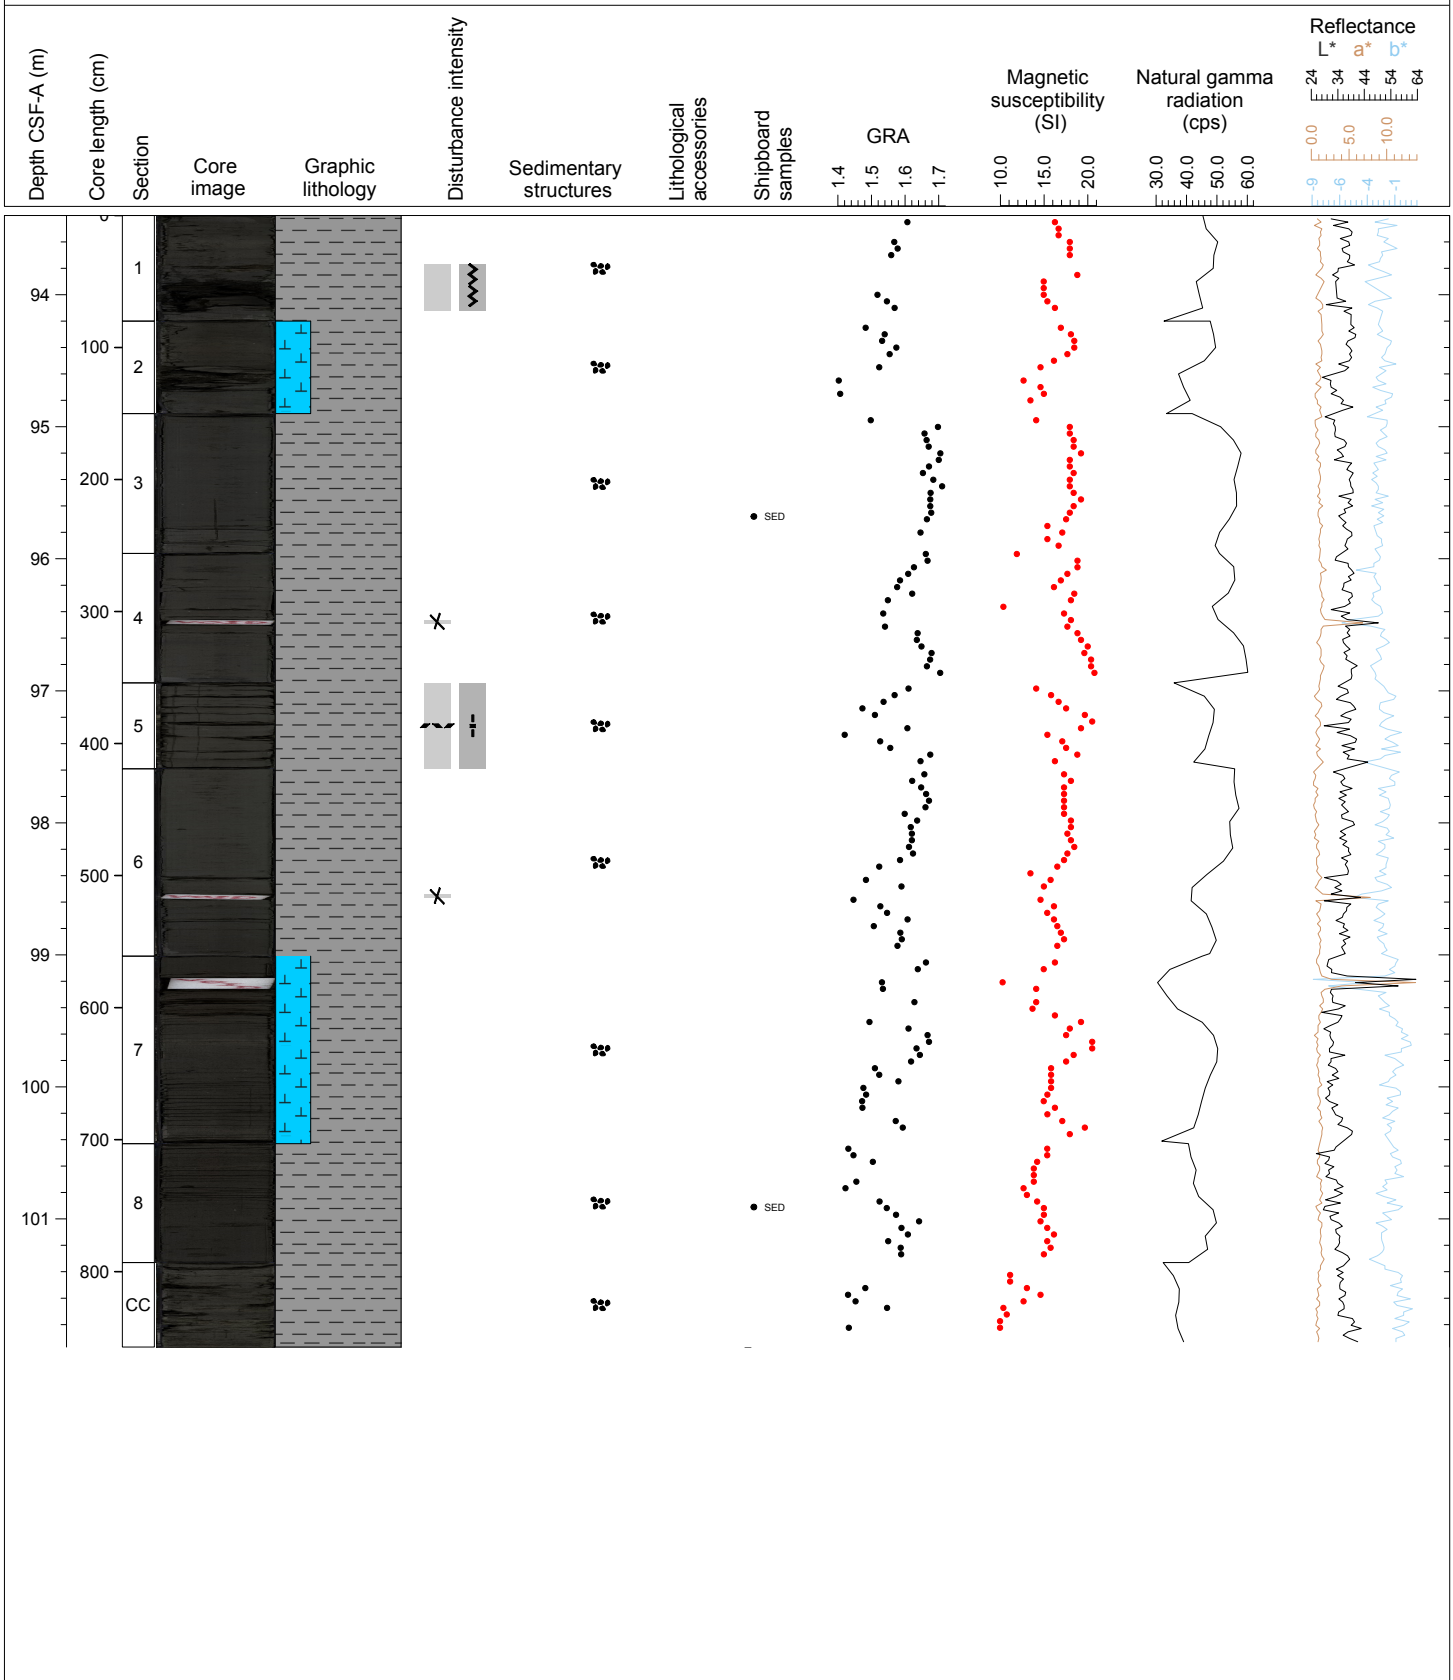 Depth CSF-A (m)
Core length (cm)
Section
Core
image
Graphic
lithology
Disturbance intensity
Sedimentary
structures
Lithological
accessories
Shipboard
samples
GRA
1.4
1.5
1.6
1.7
Magnetic
susceptibility
(SI)
10.0
15.0
20.0
Natural gamma
radiation
(cps)
30.0
40.0
50.0
60.0
Reflectance
L* a* b*
24
34
44
54
64
0.0
5.0
10.0
-9
-6
-4
-1
0
1
94
100
2
95
200
3
SED
96
300
4
97
5
400
98
6
500
99
600
7
100
700
8
SED
101
800
CC